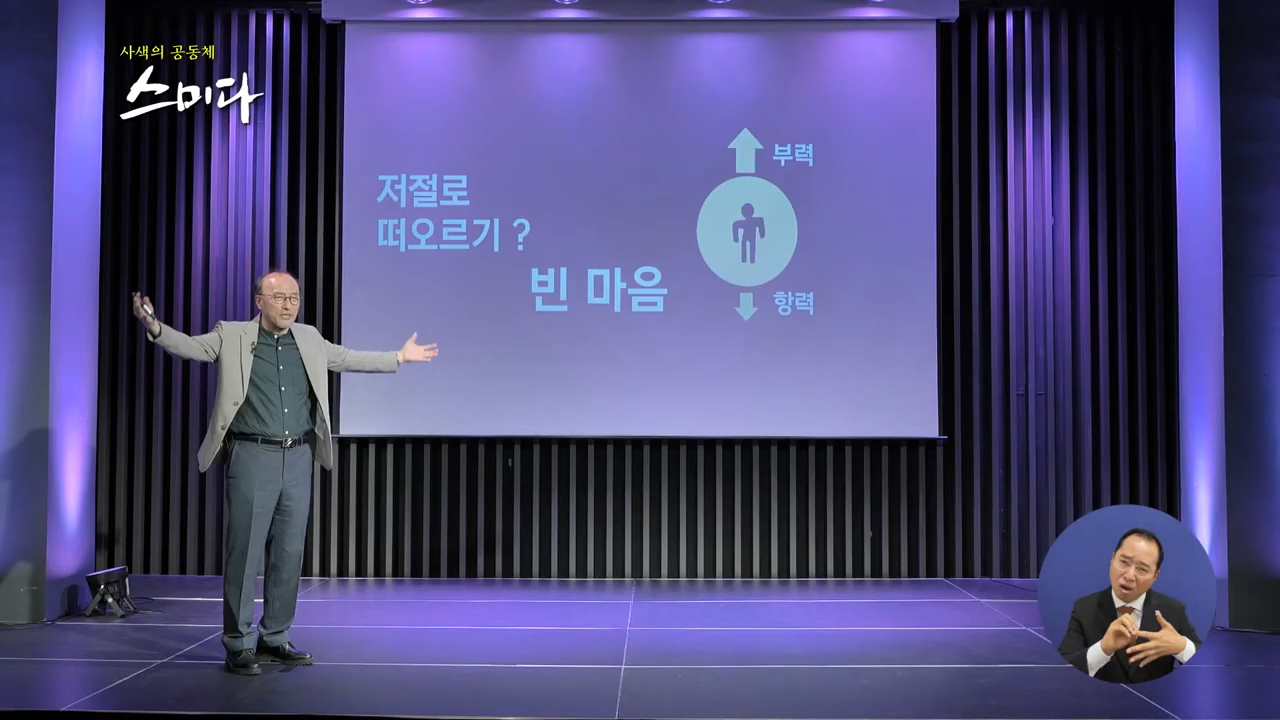 사색의 공동체
스미다
저절로
떠오르기 ?
빈 마음
부력
항력